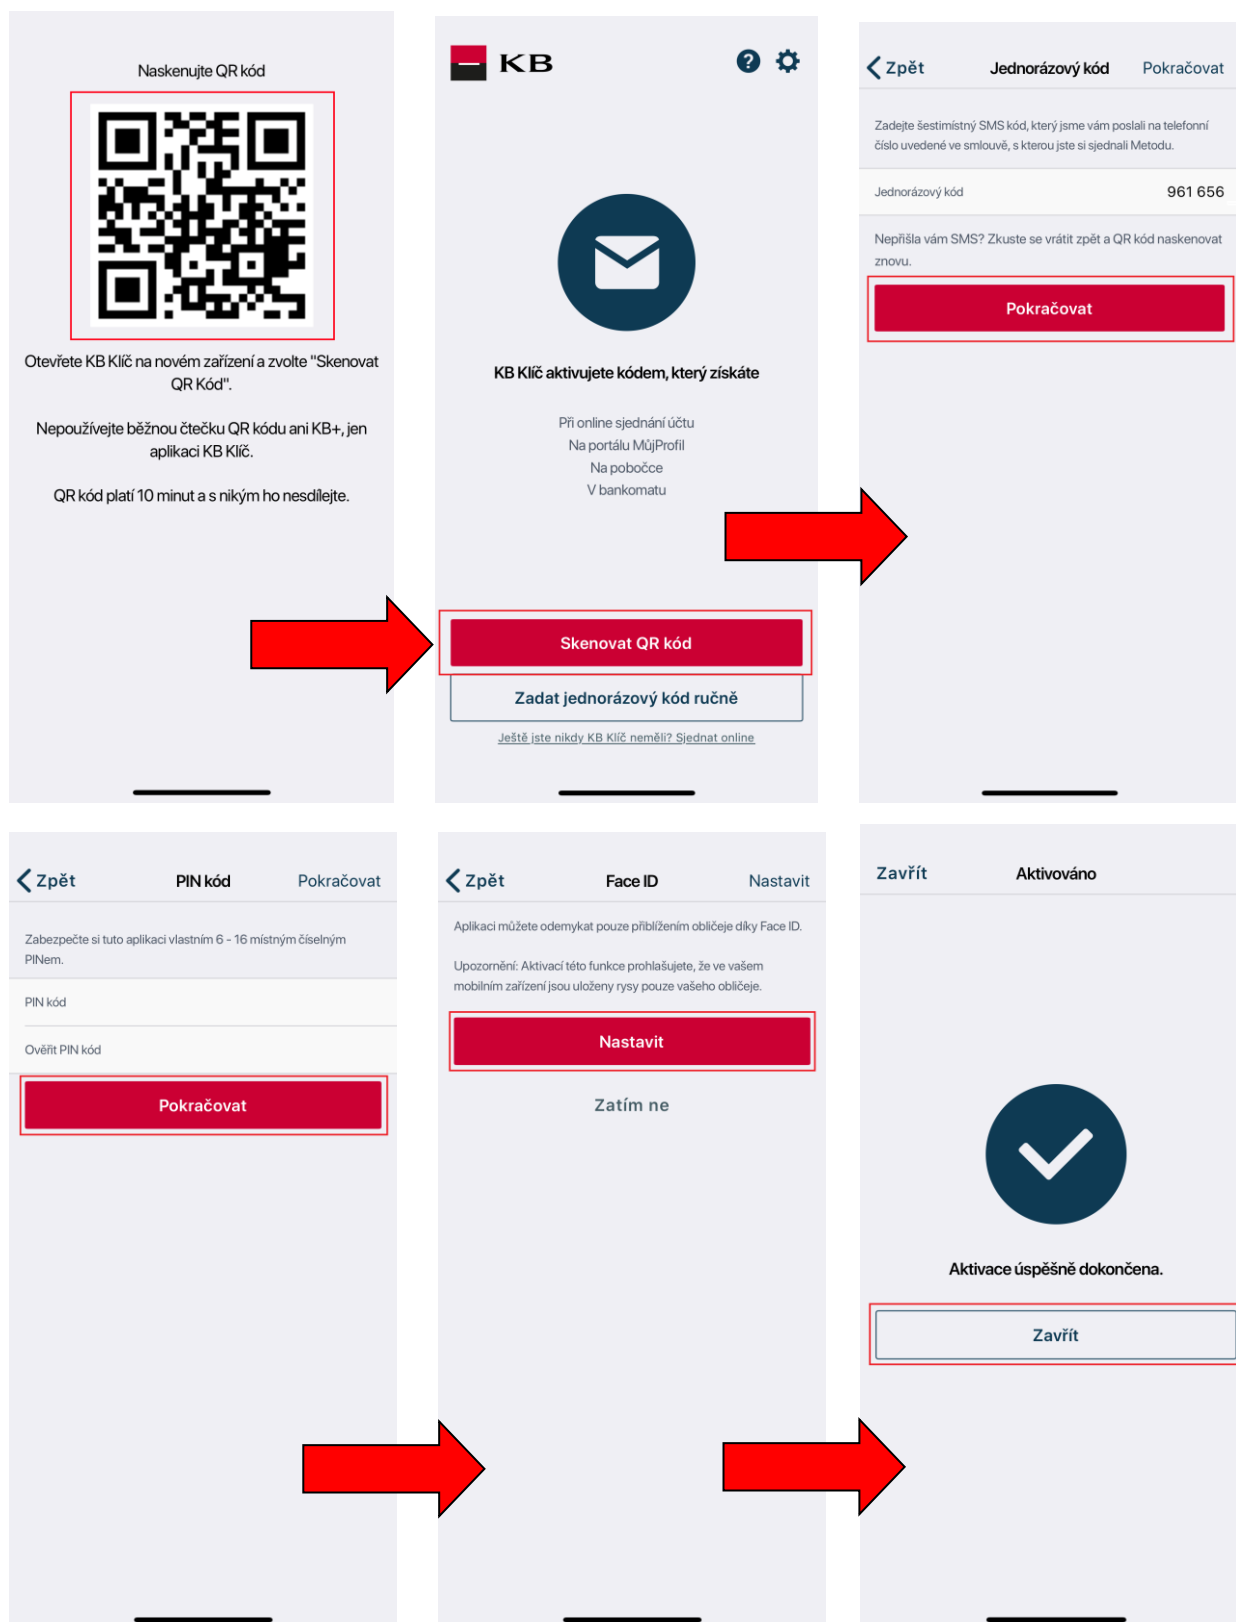 Naskenujte QR kód
Otevřete KB Klíč na novém zařízení a zvolte "Skenovat
QR Kód".
Nepoužívejte běžnou čtečku QR kódu ani KB+, jen
aplikaci KB Klíč.
QR kód platí 10 minut a s nikým ho nesdílejte.
KB
?
KB Klíč aktivujete kódem, který získáte
Při online sjednání účtu
Na portálu MůjProfil
Na pobočce
V bankomatu
Skenovat QR kód
Zadat jednorázový kód ručně
Ještě jste nikdy KB Klíč neměli? Sjednat online
Zpět Jednorázový kód Pokračovat
Zadejte šestimístný SMS kód, který jsme vám poslali na telefonní
číslo uvedené ve smlouvě, s kterou jste si sjednali Metodu.
Jednorázový kód 961 656
Nepřišla vám SMS? Zkuste se vrátit zpět a QR kód naskenovat
znovu.
Pokračovat
Zpět PIN kód Pokračovat
Zabezpečte si tuto aplikaci vlastním 6 - 16 místným číselným
PINem.
PIN kód
Ověřit PIN kód
Pokračovat
Zpět Face ID Nastavit
Aplikaci můžete odemykat pouze přiblížením obličeje díky Face ID.
Upozornění: Aktivací této funkce prohlašujete, že ve vašem
mobilním zařízení jsou uloženy rysy pouze vašeho obličeje.
Nastavit
Zatím ne
Zavřít Aktivováno
Aktivace úspěšně dokončena.
Zavřít